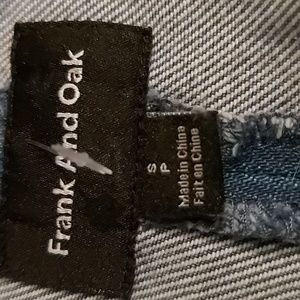 Frank And Oak
S
P
Made in China
Fait en Chine